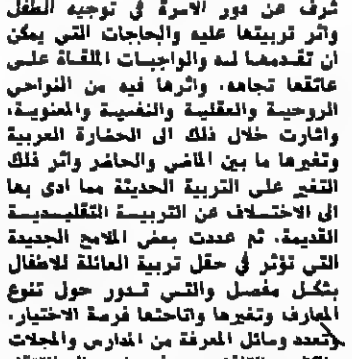 شرف عن دور الاسرة في توجيه الطفل
واثر تربيتها عليه والحاجات التي يمكن
ان تقدمها له والواجبات الملقاة على
عاتقها تجاهه، واثرها فيه من النواحي
الروحية والعقلية والنفسية والمعنوية،
واشارت خلال ذلك الى الحضارة العربية
وتغيرها ما بين الماضي والحاضر واثر ذلك
التغير على التربية الحديثة مما ادى بها
الى الاختلاف عن التربية التقليدية
القديمة. ثم عددت بعض الملامح الجديدة
التي تؤثر في حقل تربية العائلة للاطفال
بشكل مفصل والتي تدور حول تنوع
المعارف وتغيرها واتاحتها فرصة الاختيار،
وتعدد وسائل المعرفة من المدارس والمجلات